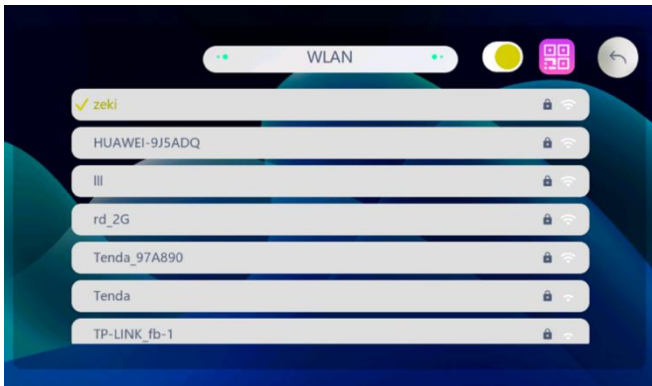 WLAN
zeki
HUAWEI-9J5ADQ
lll
rd_2G
Tenda_97A890
Tenda
TP-LINK_fb-1